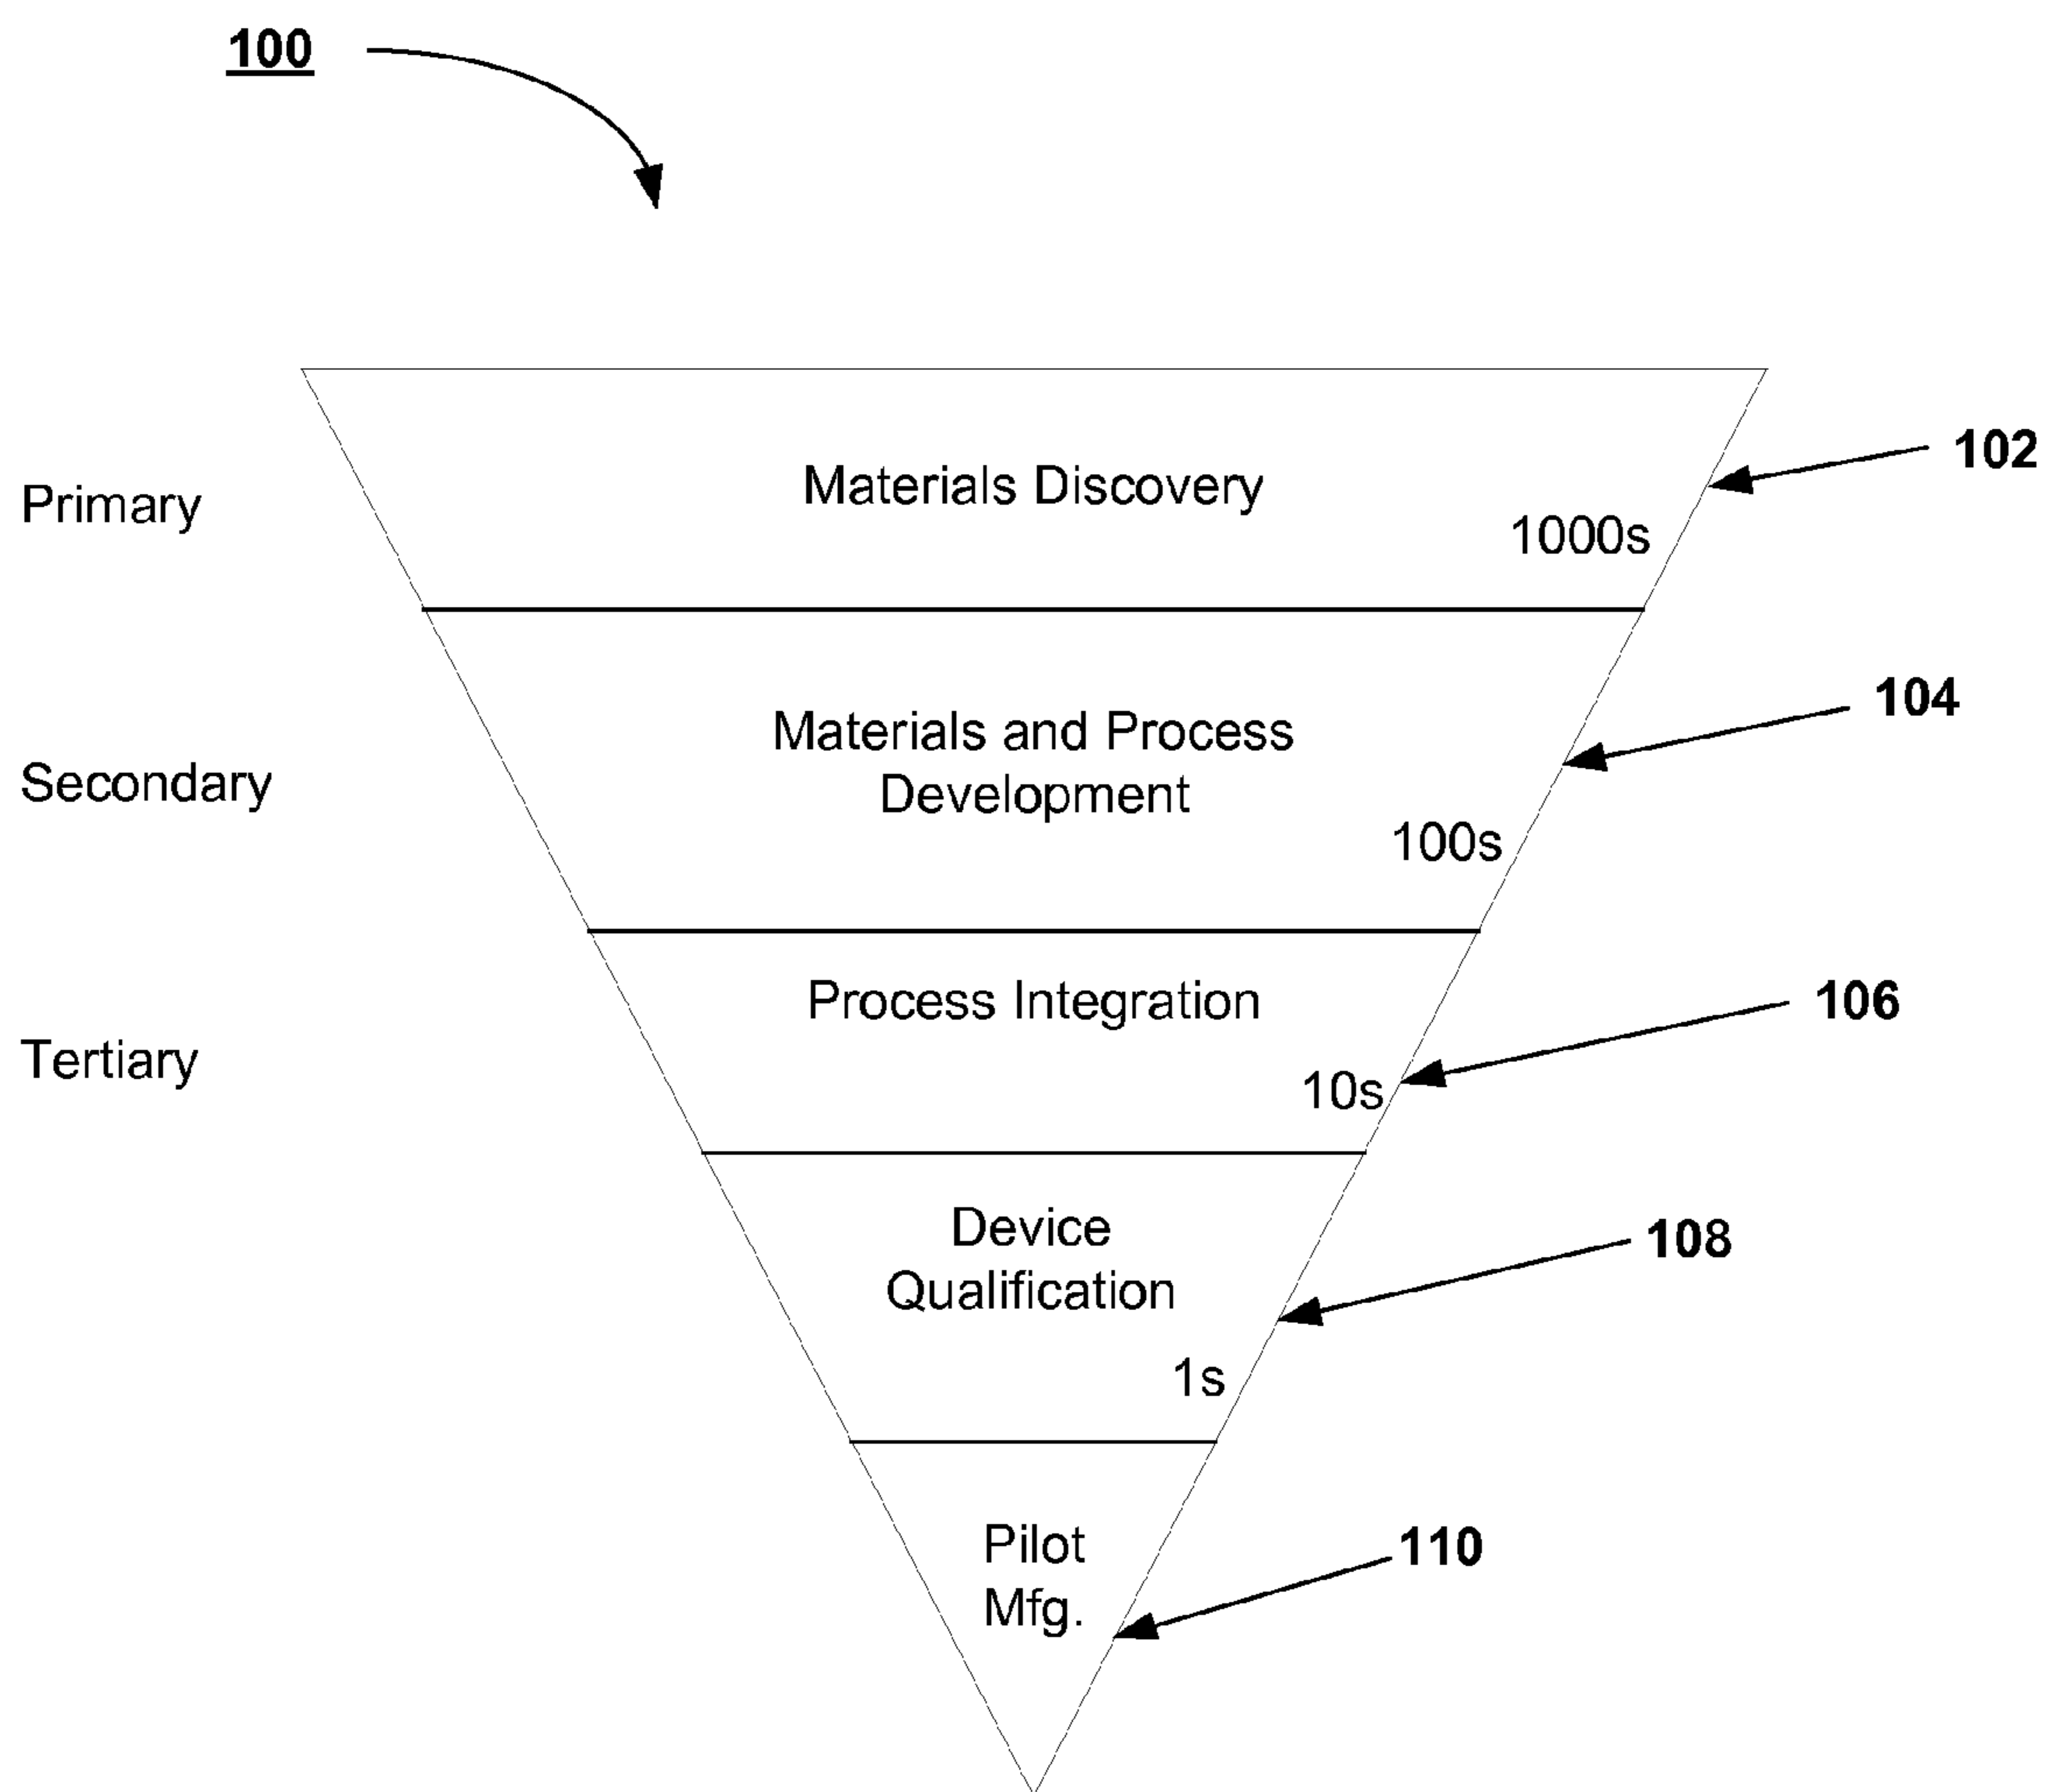 100
102
Materials Discovery
Primary
1000s
104
Materials and Process
Secondary
Development
100s
106
Process Integration
Tertiary
10s
Device
108
Qualification
1s
Pilot
110
Mfg.